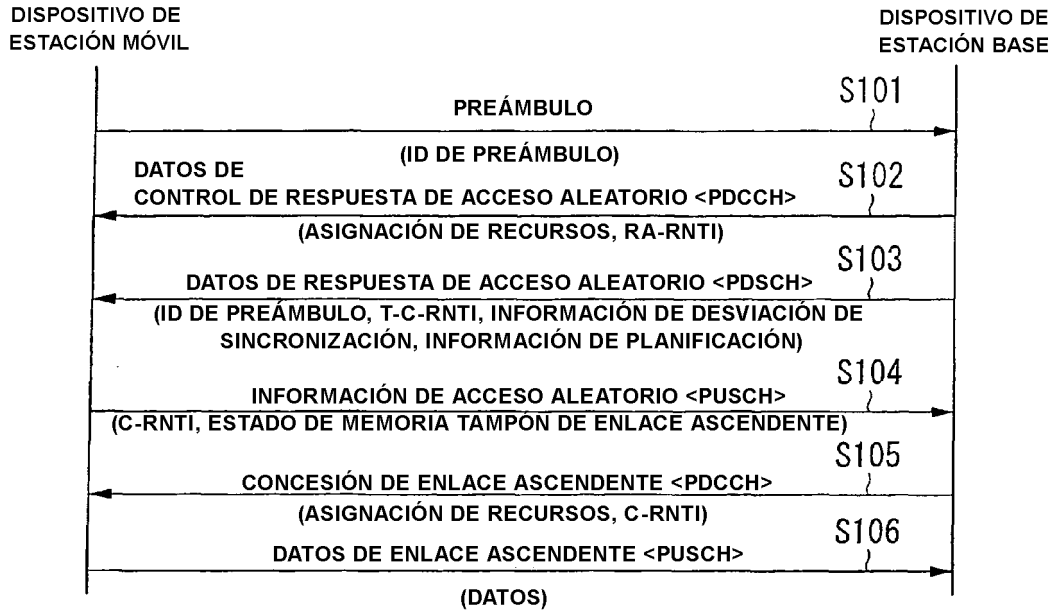 DISPOSITIVO DE
ESTACIÓN MÓVIL
DISPOSITIVO DE
ESTACIÓN BASE
S101
PREÁMBULO
(ID DE PREÁMBULO)
S102
DATOS DE
CONTROL DE RESPUESTA DE ACCESO ALEATORIO <PDCCH>
(ASIGNACIÓN DE RECURSOS, RA-RNTI)
S103
DATOS DE RESPUESTA DE ACCESO ALEATORIO <PDSCH>
(ID DE PREÁMBULO, T-C-RNTI, INFORMACIÓN DE DESVIACIÓN DE
SINCRONIZACIÓN, INFORMACIÓN DE PLANIFICACIÓN)
S104
INFORMACIÓN DE ACCESO ALEATORIO <PUSCH>
(C-RNTI, ESTADO DE MEMORIA TAMPÓN DE ENLACE ASCENDENTE)
S105
CONCESIÓN DE ENLACE ASCENDENTE <PDCCH>
(ASIGNACIÓN DE RECURSOS, C-RNTI)
S106
DATOS DE ENLACE ASCENDENTE <PUSCH>
(DATOS)